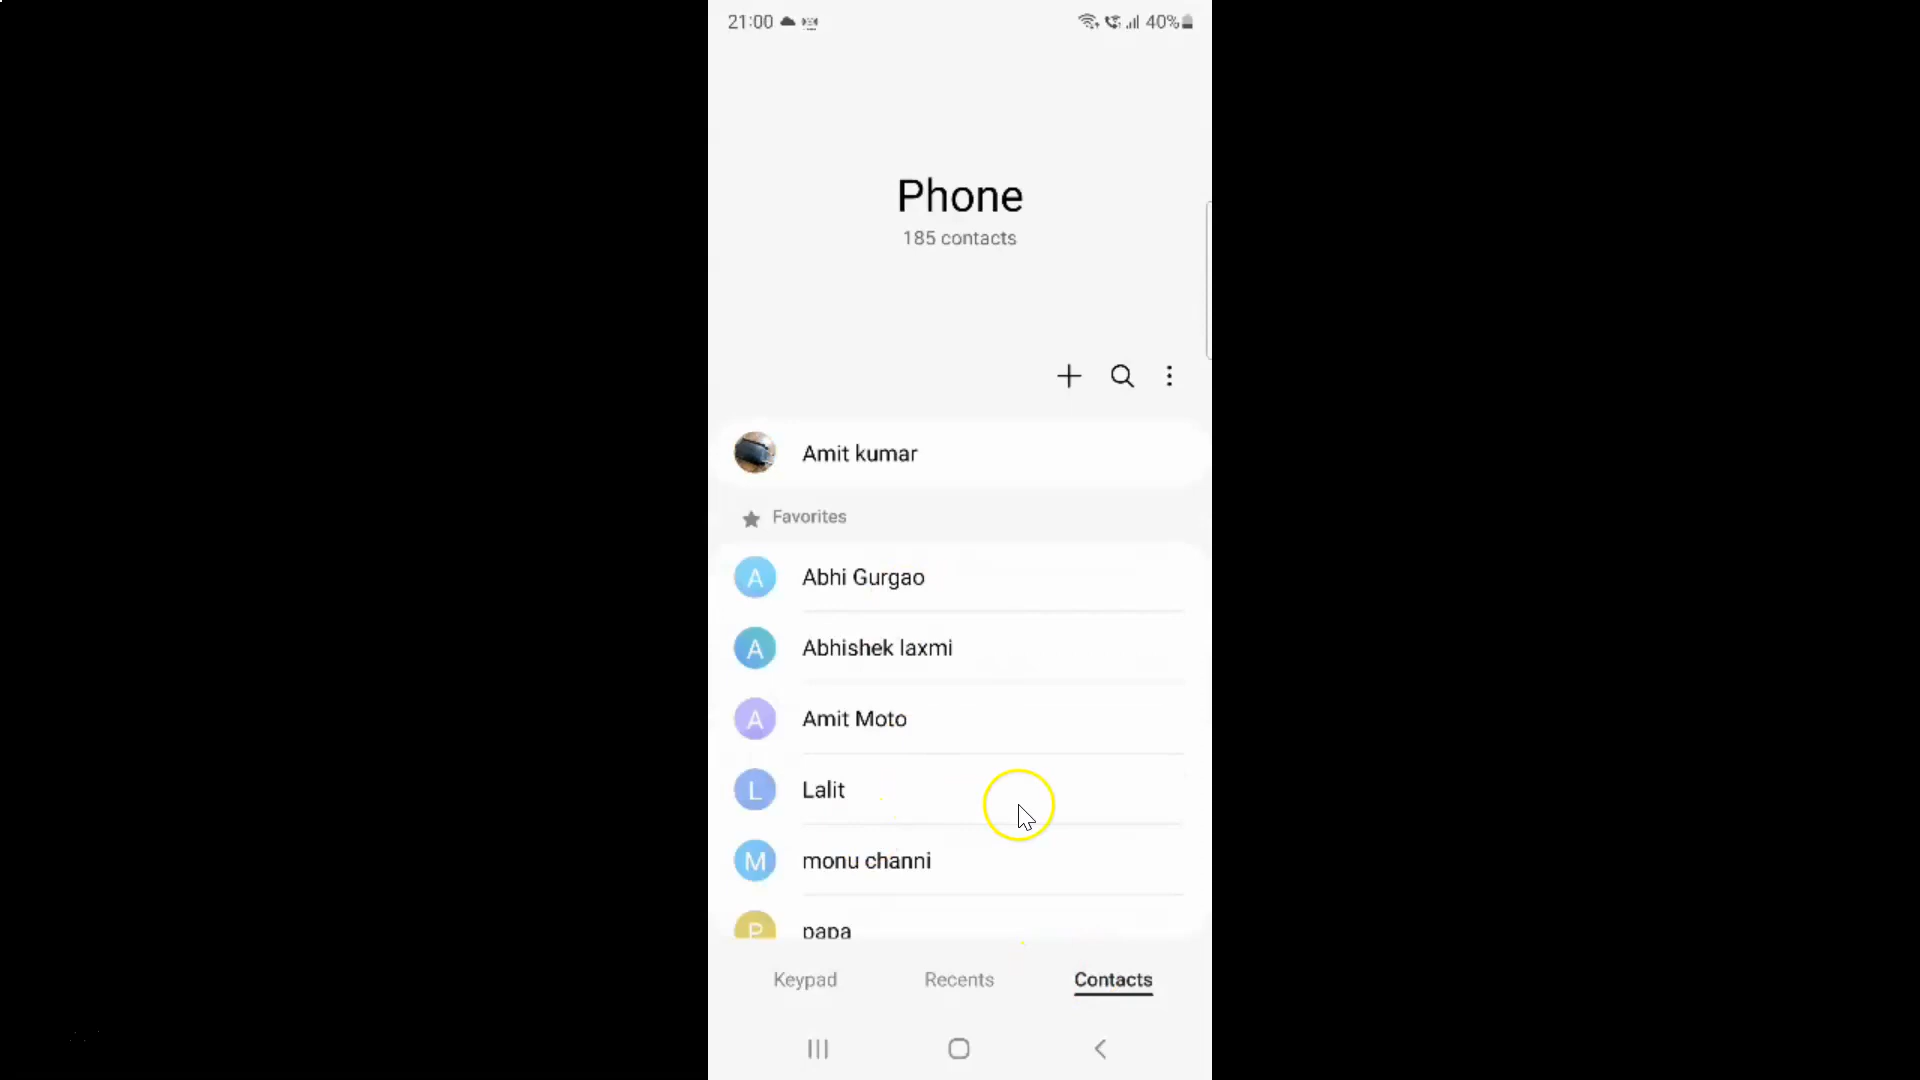 21:00 40%
Phone
185 contacts
Amit kumar
Favorites
A Abhi Gurgao
A Abhishek laxmi
A Amit Moto
L Lalit
M monu channi
P papa
Keypad Recents Contacts